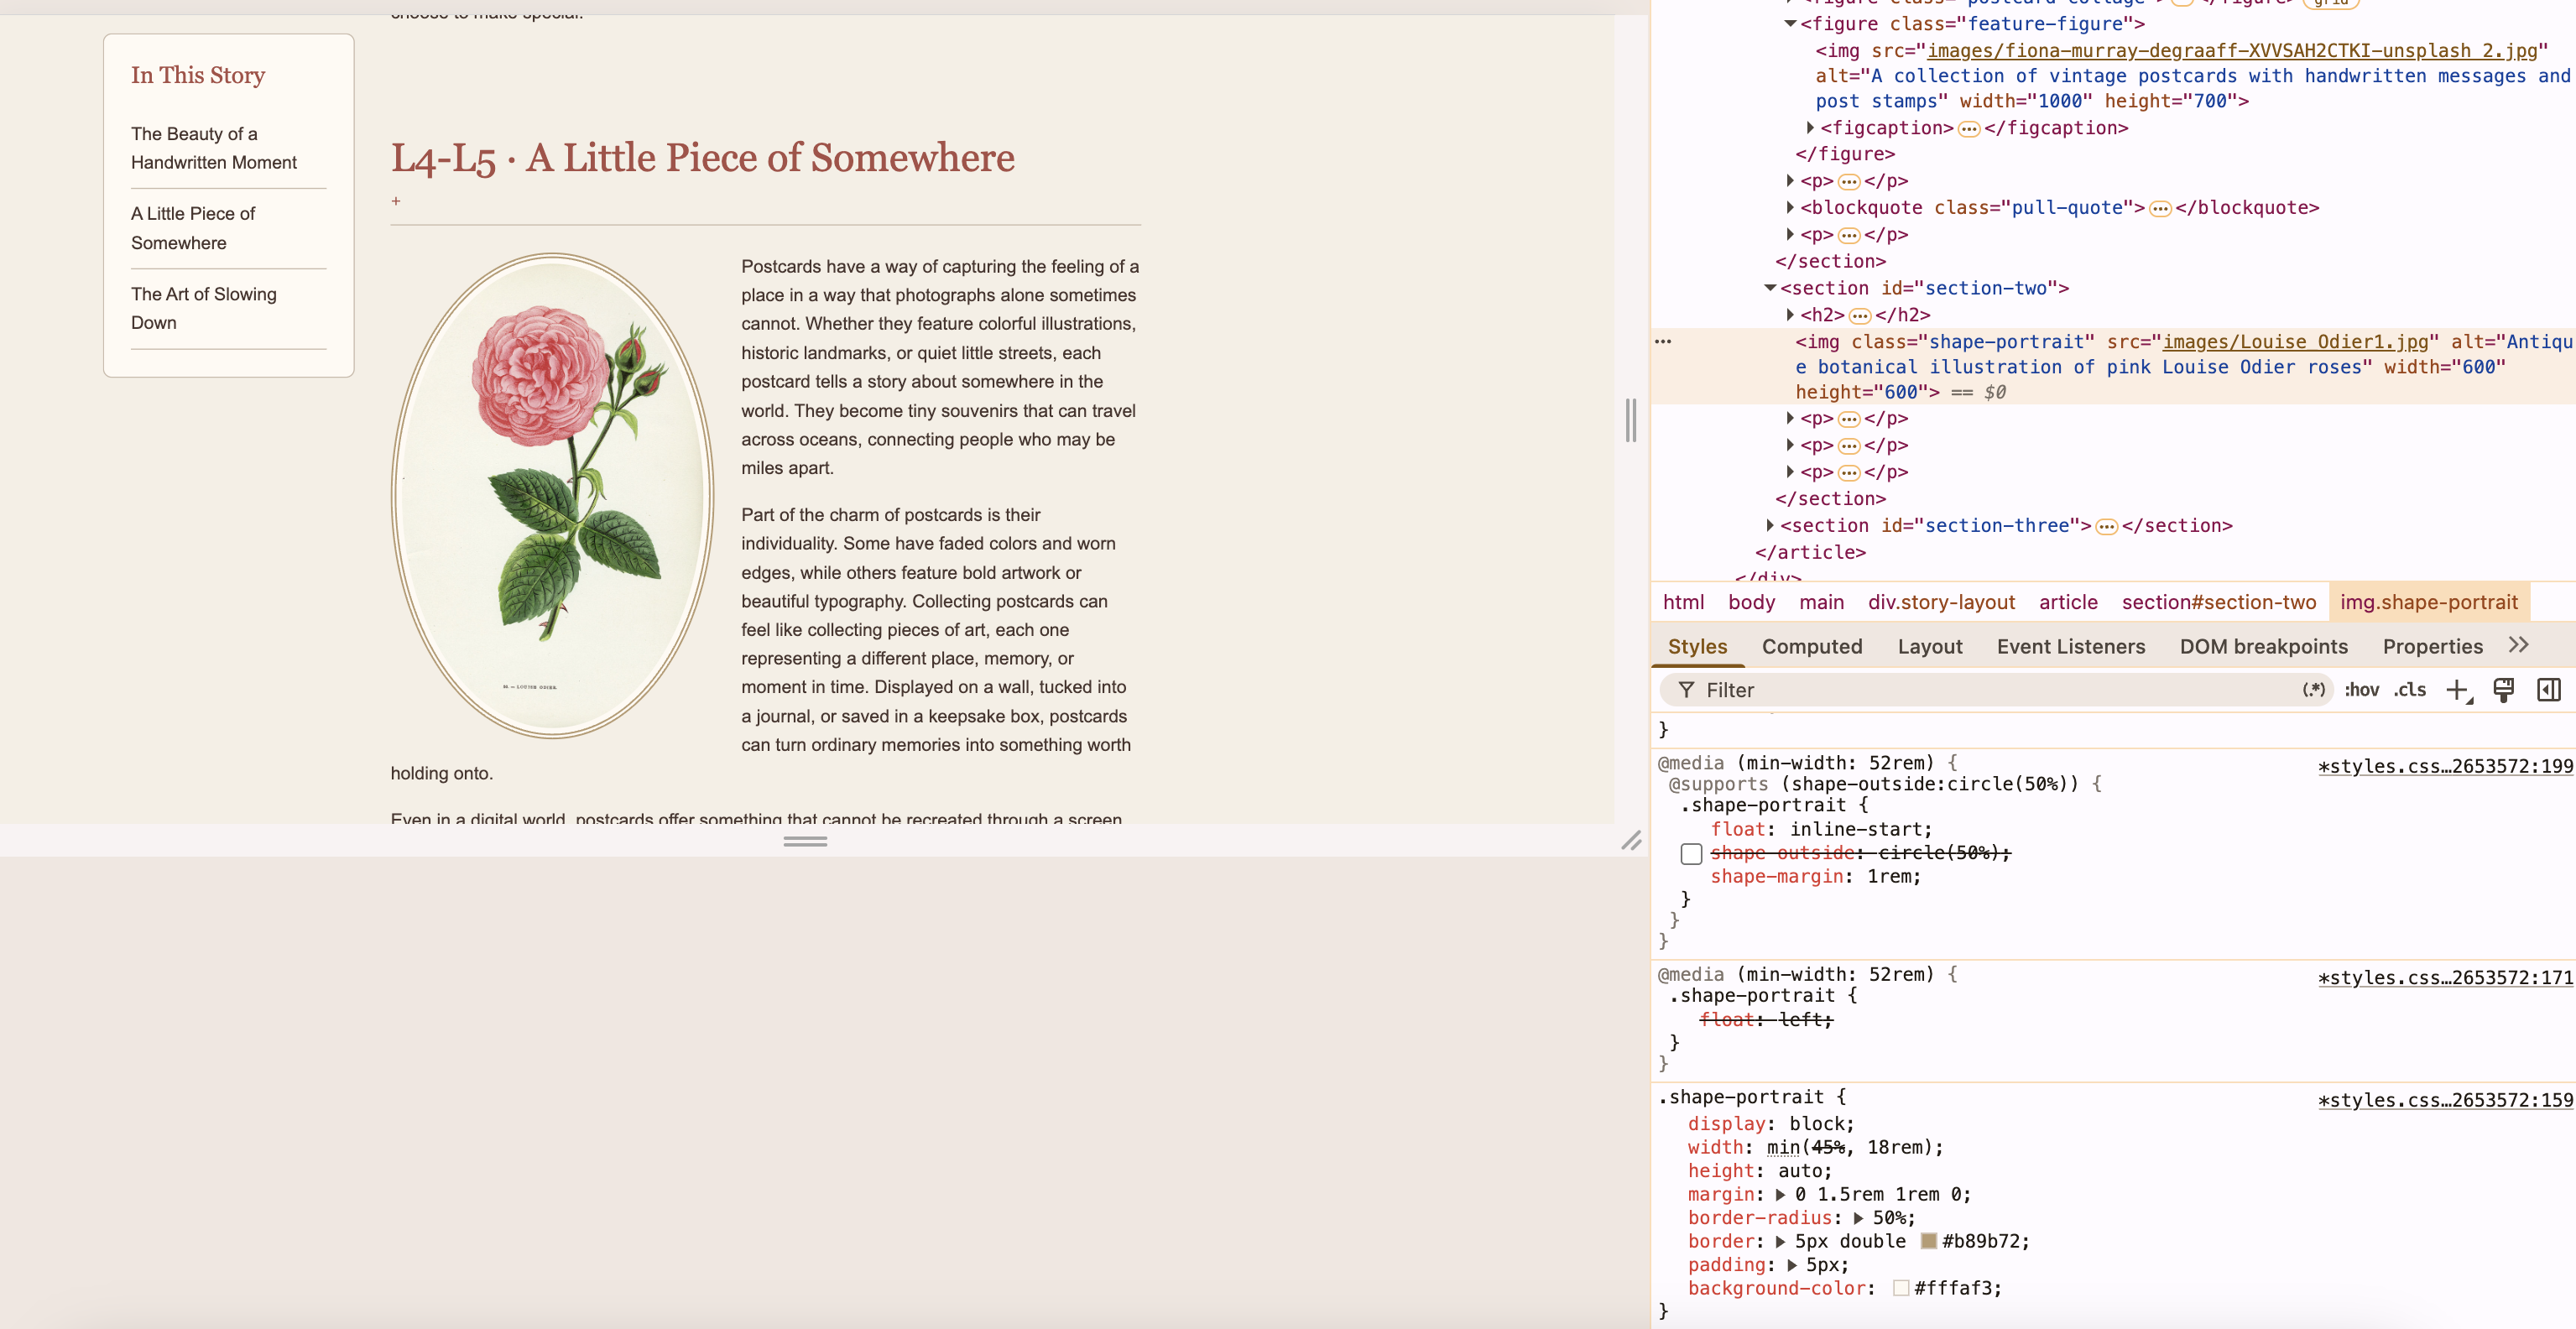 choose to make special.
In This Story
The Beauty of a
Handwritten Moment
A Little Piece of
Somewhere
The Art of Slowing
Down
L4-L5 · A Little Piece of Somewhere
+
Postcards have a way of capturing the feeling of a
place in a way that photographs alone sometimes
cannot. Whether they feature colorful illustrations,
historic landmarks, or quiet little streets, each
postcard tells a story about somewhere in the
world. They become tiny souvenirs that can travel
across oceans, connecting people who may be
miles apart.
Part of the charm of postcards is their
individuality. Some have faded colors and worn
edges, while others feature bold artwork or
beautiful typography. Collecting postcards can
feel like collecting pieces of art, each one
representing a different place, memory, or
moment in time. Displayed on a wall, tucked into
a journal, or saved in a keepsake box, postcards
can turn ordinary memories into something worth
holding onto.
Even in a digital world, postcards offer something that cannot be recreated through a screen.
LOUISE ODIER.
<figure class="postcard-collage"> … </figure> grid
<figure class="feature-figure">
<img src="images/fiona-murray-degraaff-XVVSAH2CTKI-unsplash 2.jpg"
alt="A collection of vintage postcards with handwritten messages and
post stamps" width="1000" height="700">
<figcaption> … </figcaption>
</figure>
<p> … </p>
<blockquote class="pull-quote"> … </blockquote>
<p> … </p>
</section>
<section id="section-two">
<h2> … </h2>
<img class="shape-portrait" src="images/Louise Odier1.jpg" alt="Antiqu
e botanical illustration of pink Louise Odier roses" width="600"
height="600"> == $0
<p> … </p>
<p> … </p>
<p> … </p>
</section>
<section id="section-three"> … </section>
</article>
</div>
html body main div.story-layout article section#section-two img.shape-portrait
Styles Computed Layout Event Listeners DOM breakpoints Properties
Filter (.*) :hov .cls
}
@media (min-width: 52rem) { *styles.css…2653572:199
@supports (shape-outside:circle(50%)) {
.shape-portrait {
float: inline-start;
shape-outside: circle(50%);
shape-margin: 1rem;
}
}
}
@media (min-width: 52rem) { *styles.css…2653572:171
.shape-portrait {
float: left;
}
}
.shape-portrait { *styles.css…2653572:159
display: block;
width: min(45%, 18rem);
height: auto;
margin: 0 1.5rem 1rem 0;
border-radius: 50%;
border: 5px double #b89b72;
padding: 5px;
background-color: #fffaf3;
}